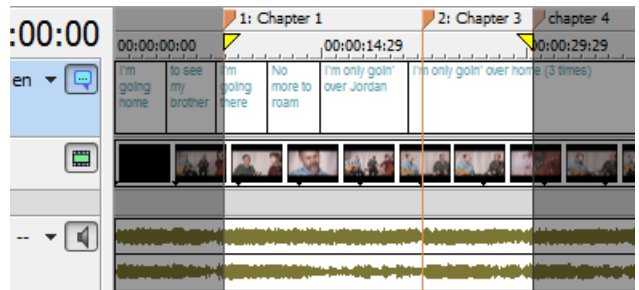 :00:00
1: Chapter 1
2: Chapter 3
chapter 4
00:00:00:00
00:00:14:29
00:00:29:29
en
I'm going home
to see my brother
I'm going there
No more to roam
I'm only goin' over Jordan
I'm only goin' over home (3 times)
--